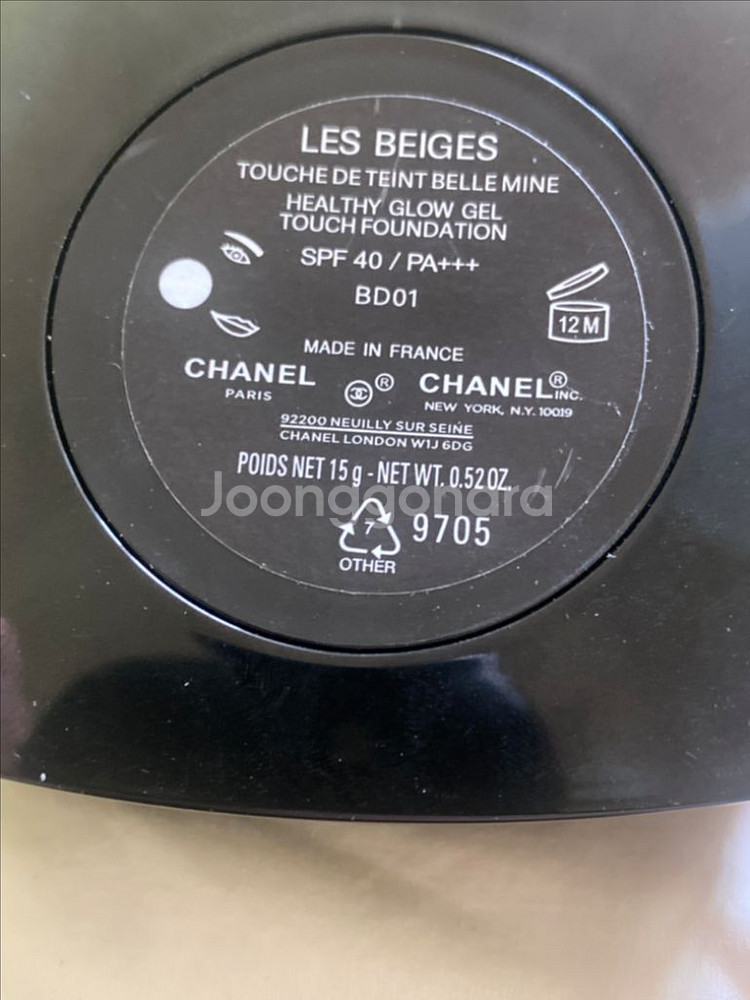 LES BEIGES
TOUCHE DE TEINT BELLE MINE
HEALTHY GLOW GEL
TOUCH FOUNDATION
SPF 40 / PA+++
BD01
12 M
MADE IN FRANCE
CHANEL ® CHANEL® INC.
PARIS NEW YORK, N.Y. 10019
92200 NEUILLY SUR SEINE
CHANEL LONDON W1J 6DG
POIDS NET 15 g - NET WT. 0.52 OZ.
Joonggonara
7 9705
OTHER